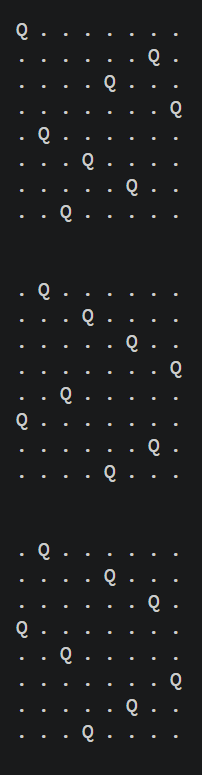 Q . . . . . . .
. . . . . . Q .
. . . . Q . . .
. . . . . . . Q
. Q . . . . . .
. . . Q . . . .
. . . . . Q . .
. . Q . . . . .

. Q . . . . . .
. . . Q . . . .
. . . . . Q . .
. . . . . . . Q
. . Q . . . . .
Q . . . . . . .
. . . . . . Q .
. . . . Q . . .

. Q . . . . . .
. . . . Q . . .
. . . . . . Q .
Q . . . . . . .
. . Q . . . . .
. . . . . . . Q
. . . . . Q . .
. . . Q . . . .